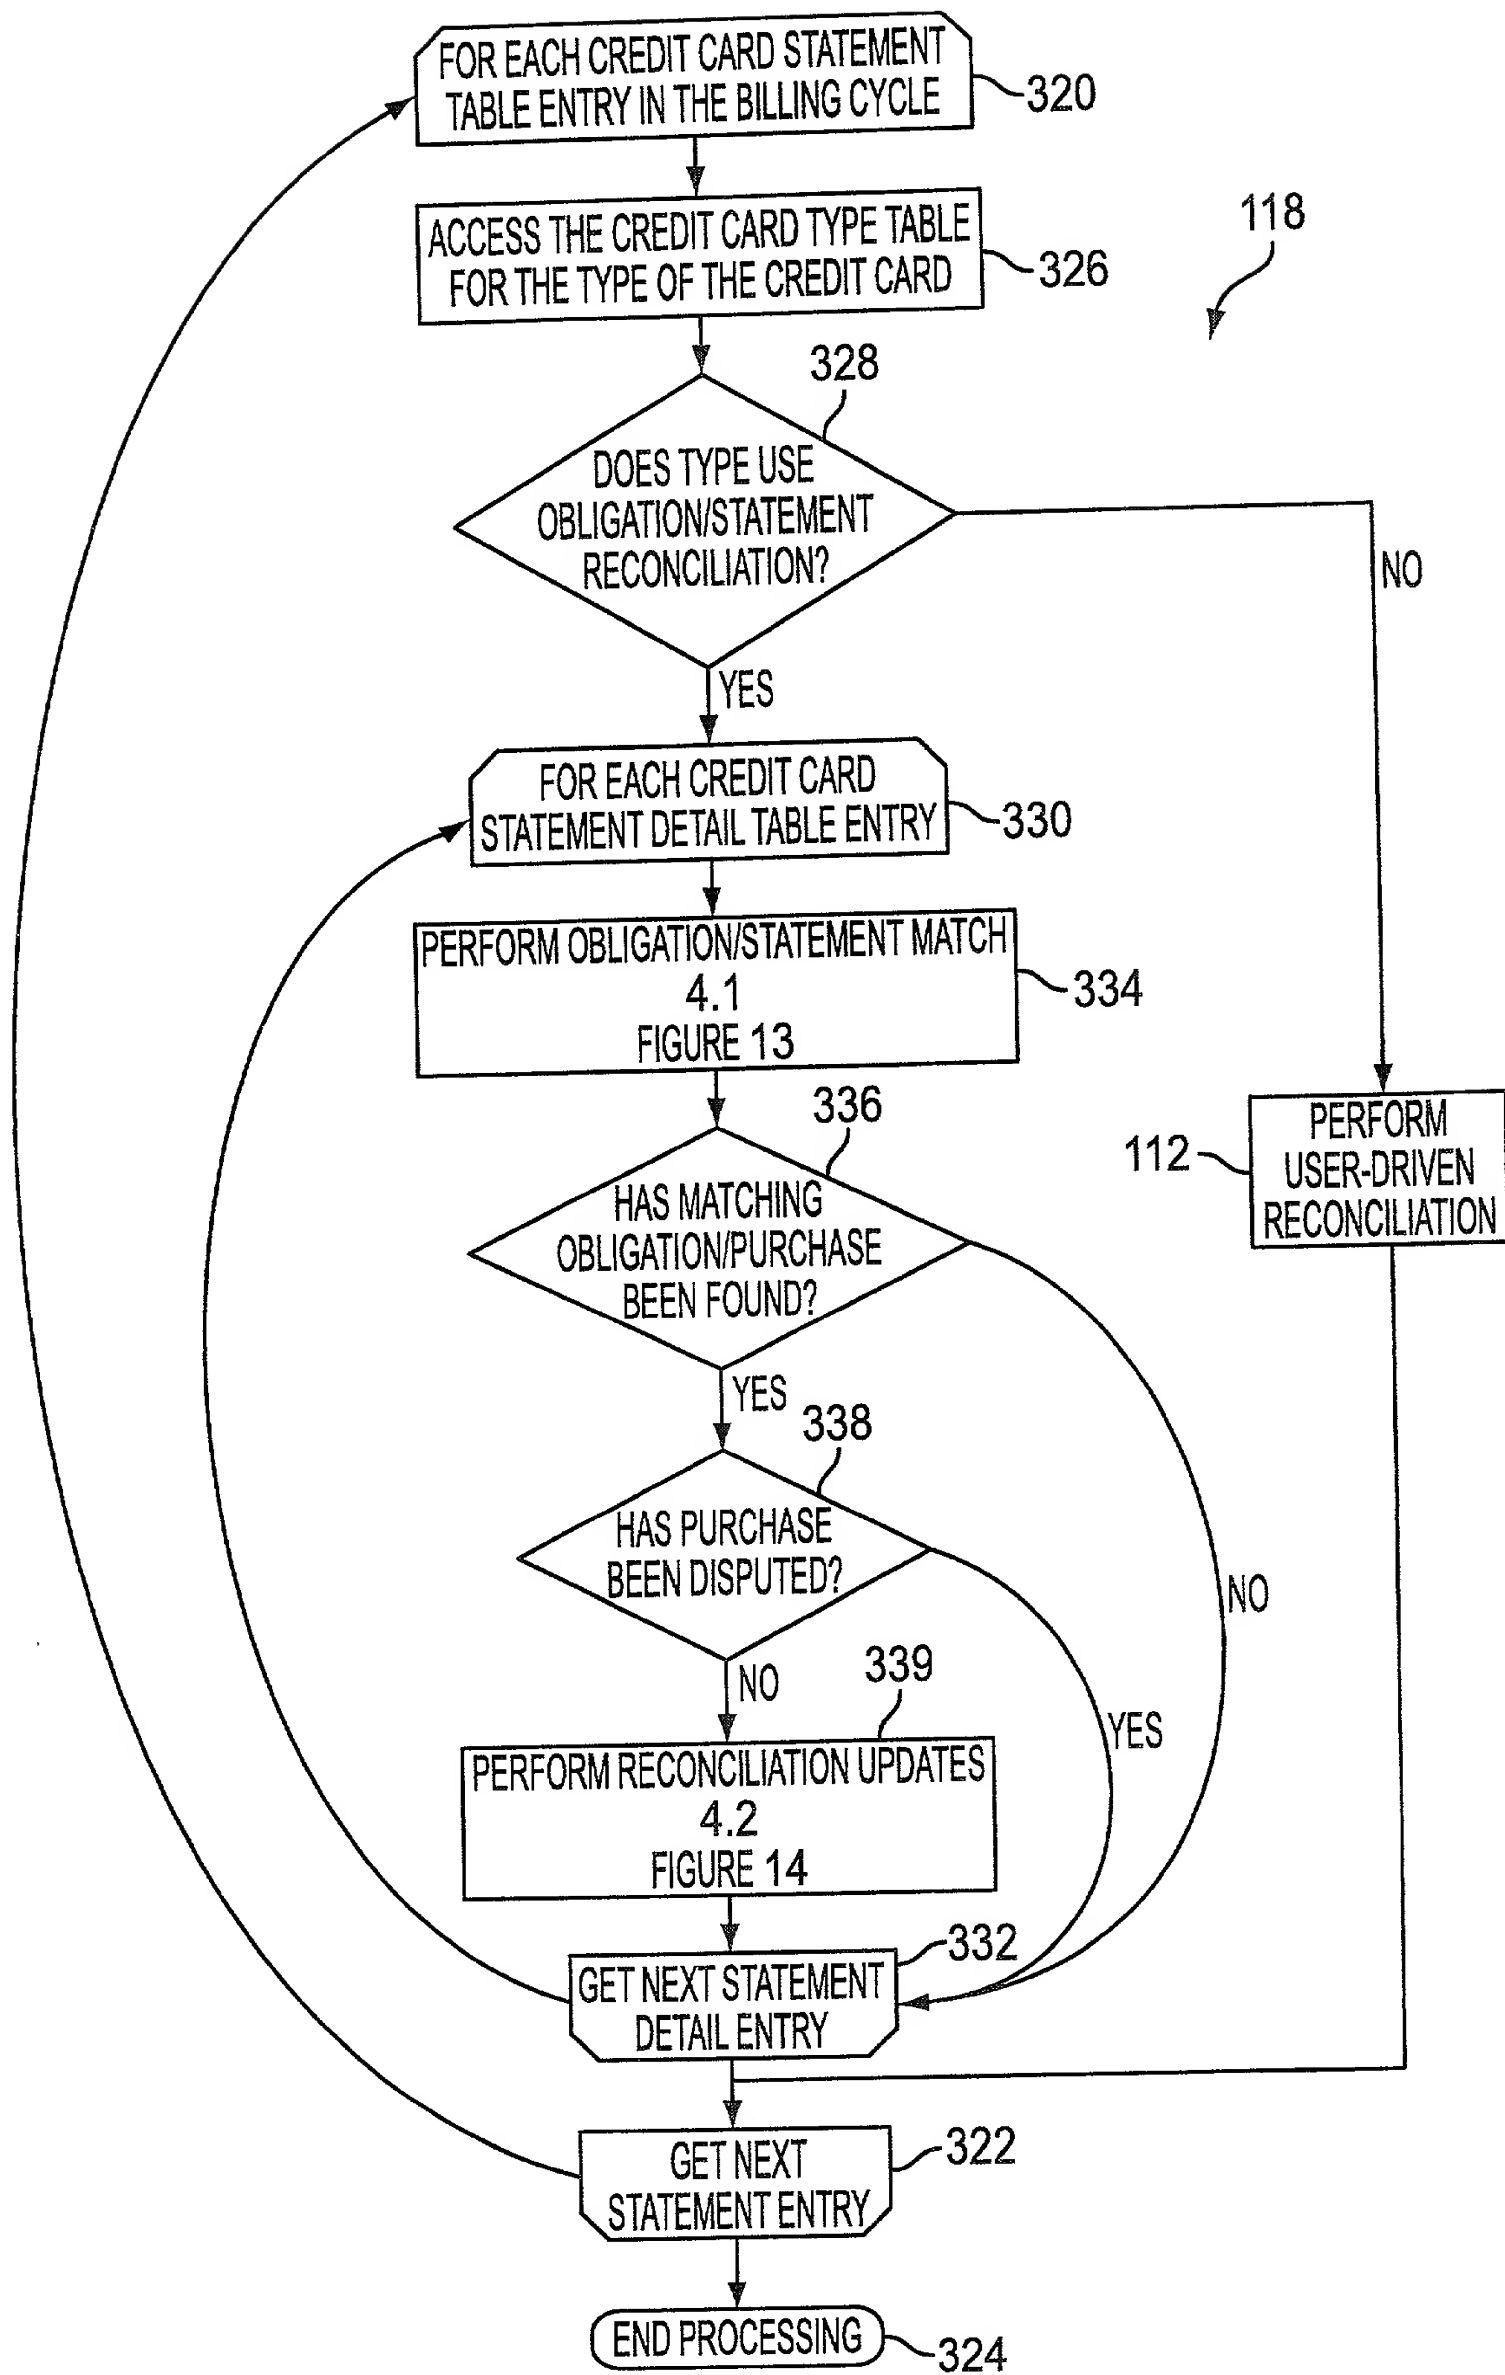 FOR EACH CREDIT CARD STATEMENT
TABLE ENTRY IN THE BILLING CYCLE
320
ACCESS THE CREDIT CARD TYPE TABLE
FOR THE TYPE OF THE CREDIT CARD
326
118
328
DOES TYPE USE
OBLIGATION/STATEMENT
RECONCILIATION?
NO
YES
FOR EACH CREDIT CARD
STATEMENT DETAIL TABLE ENTRY
330
PERFORM OBLIGATION/STATEMENT MATCH
4.1
FIGURE 13
334
336
HAS MATCHING
OBLIGATION/PURCHASE
BEEN FOUND?
112
PERFORM
USER-DRIVEN
RECONCILIATION
YES
338
HAS PURCHASE
BEEN DISPUTED?
NO
NO
339
YES
PERFORM RECONCILIATION UPDATES
4.2
FIGURE 14
332
GET NEXT STATEMENT
DETAIL ENTRY
322
GET NEXT
STATEMENT ENTRY
END PROCESSING
324